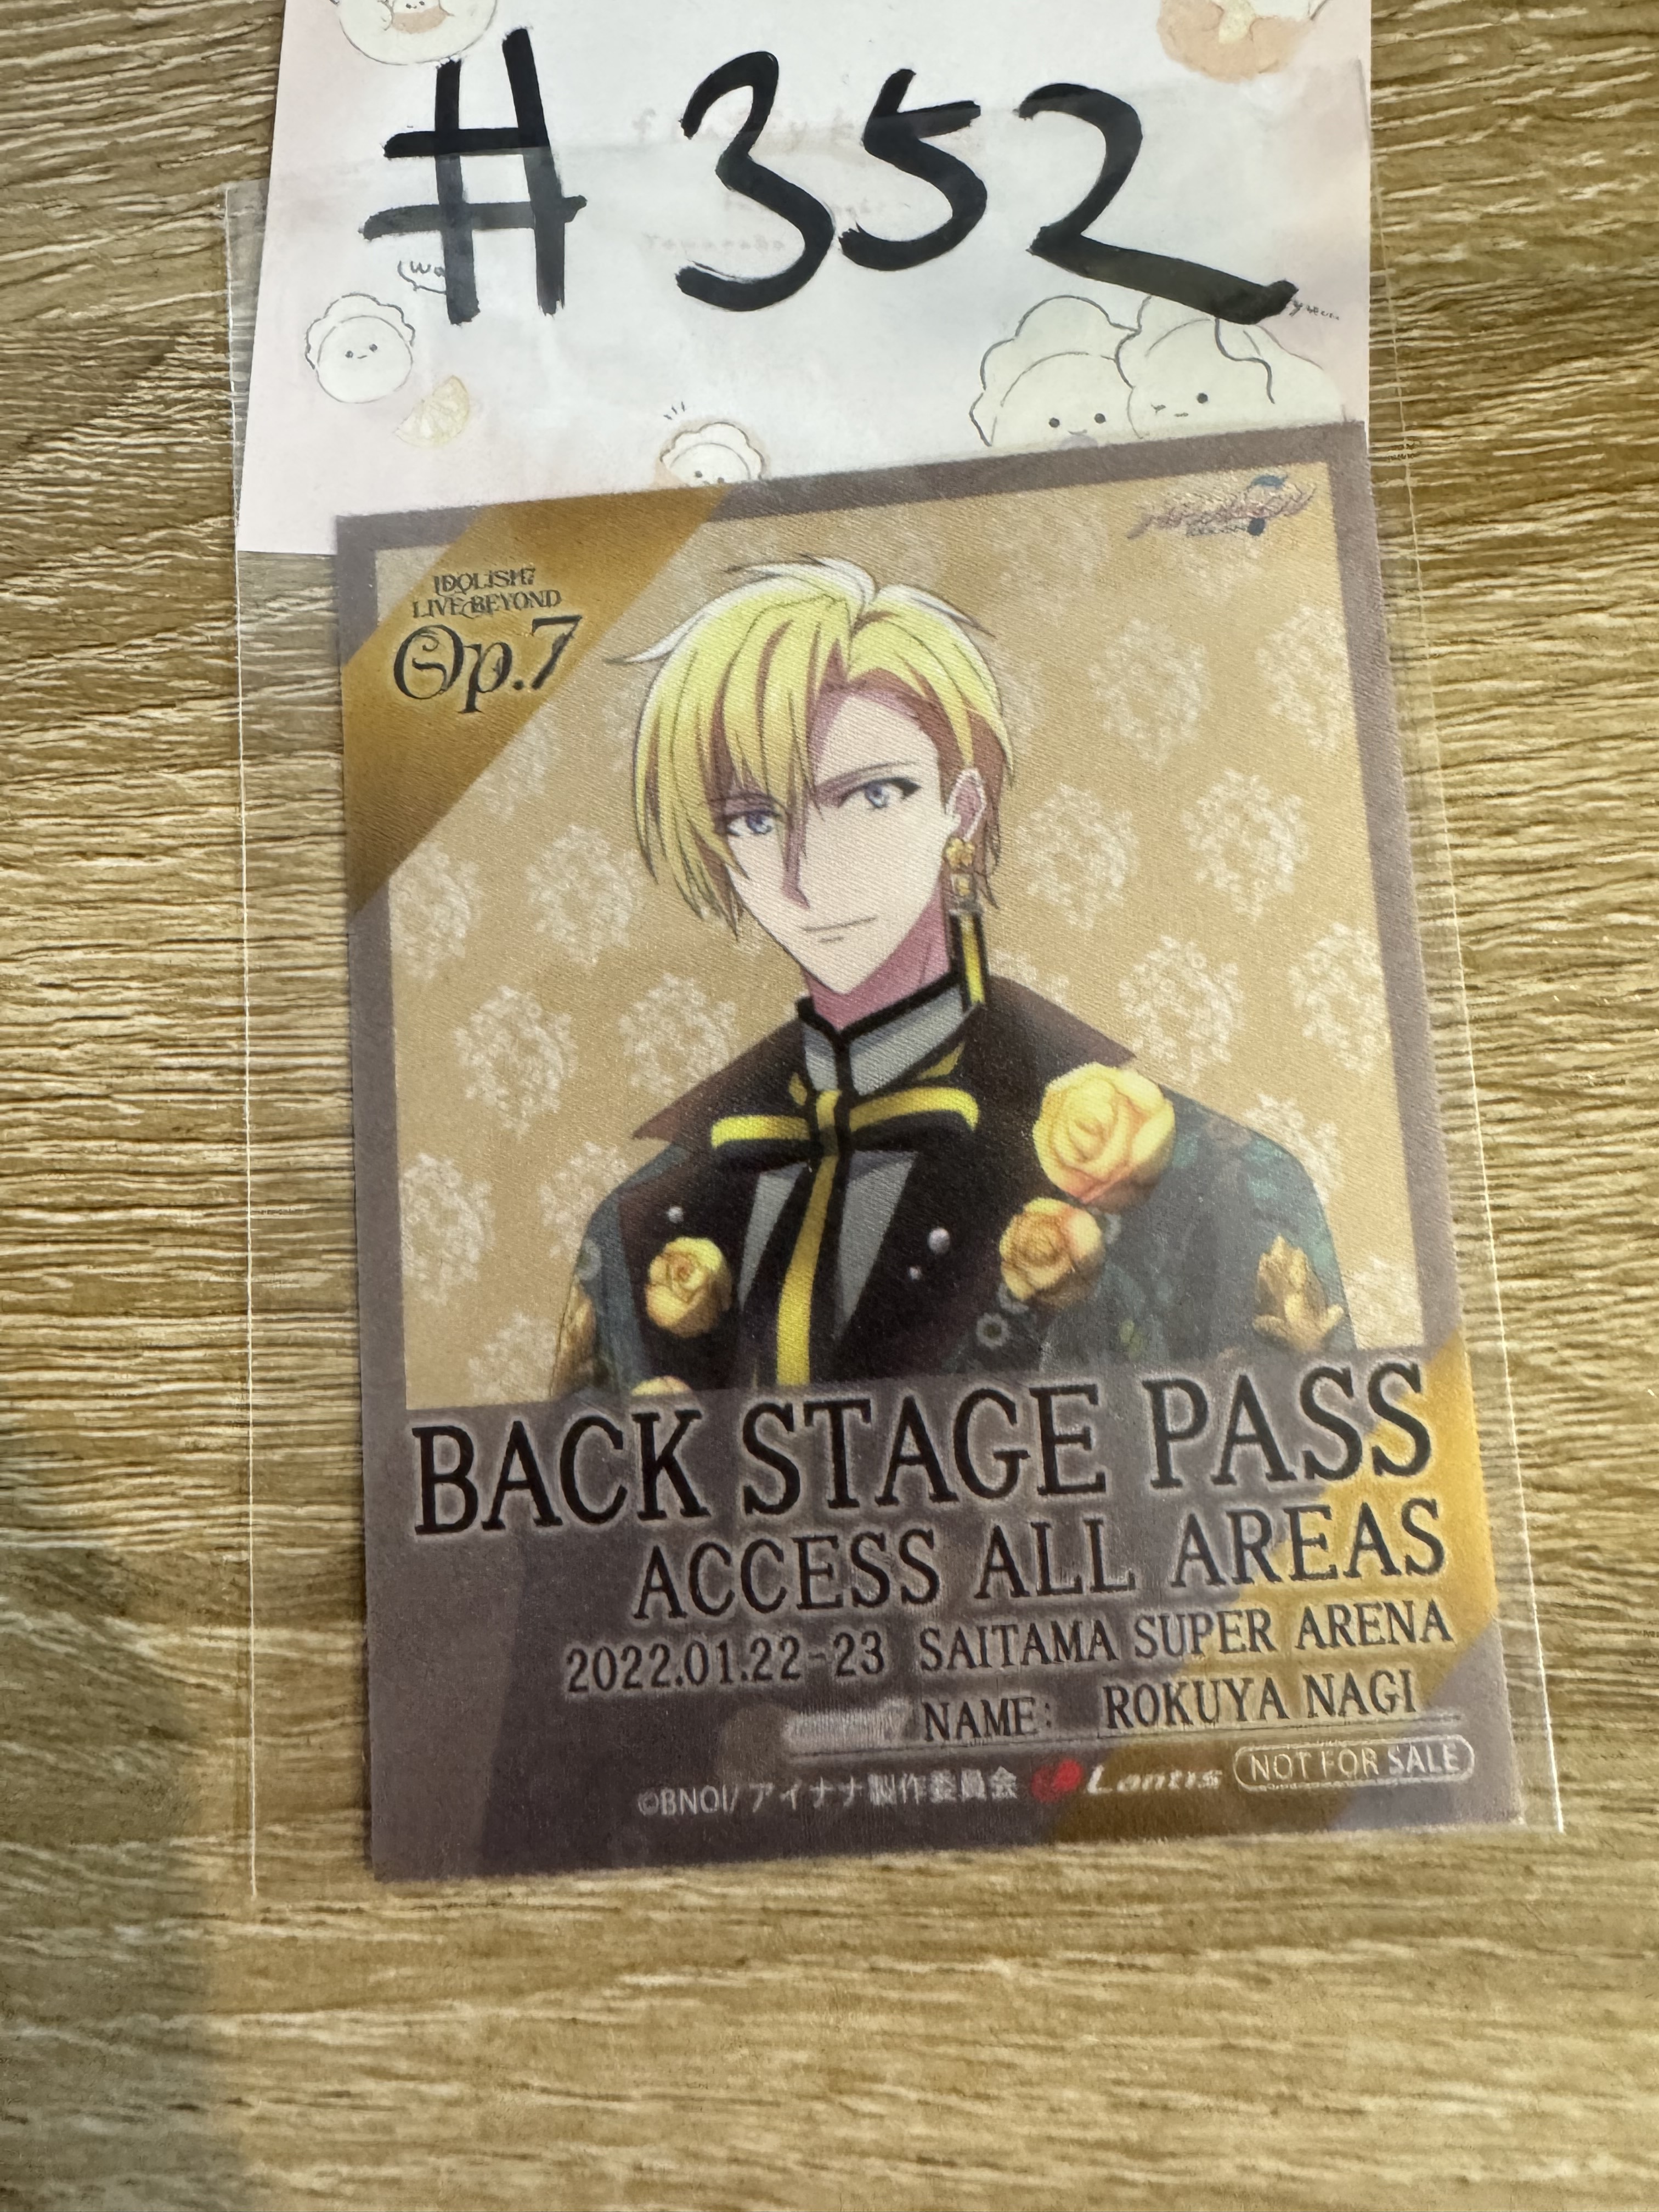 #352
IDOLiSH7
LIVE BEYOND
Op.7
BACK STAGE PASS
ACCESS ALL AREAS
2022.01.22-23 SAITAMA SUPER ARENA
NAME: ROKUYA NAGI
©BNOI/アイナナ製作委員会 Lantis NOT FOR SALE